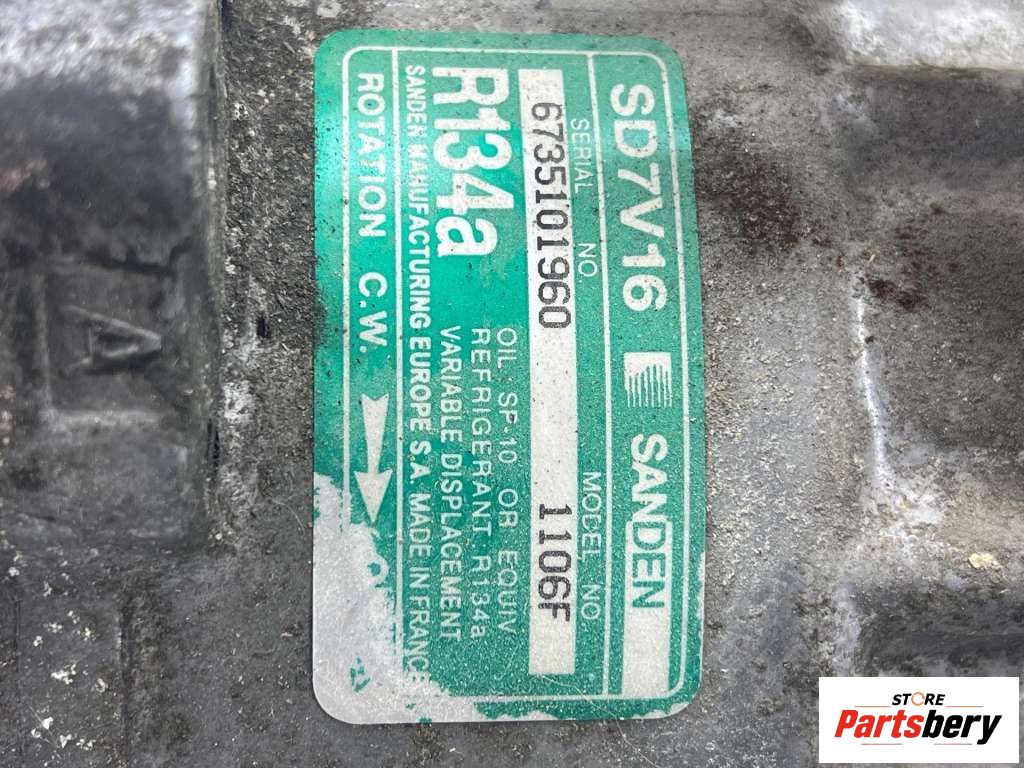 SD7V16 SANDEN
SERIAL NO. MODEL NO.
67351101960 1106F
R134a
OIL : SP-10 OR EQUIV
REFRIGERANT R134a
VARIABLE DISPLACEMENT
SANDEN MANUFACTURING EUROPE S.A. MADE IN FRANCE
ROTATION C.W.
A
STORE
Partsbery